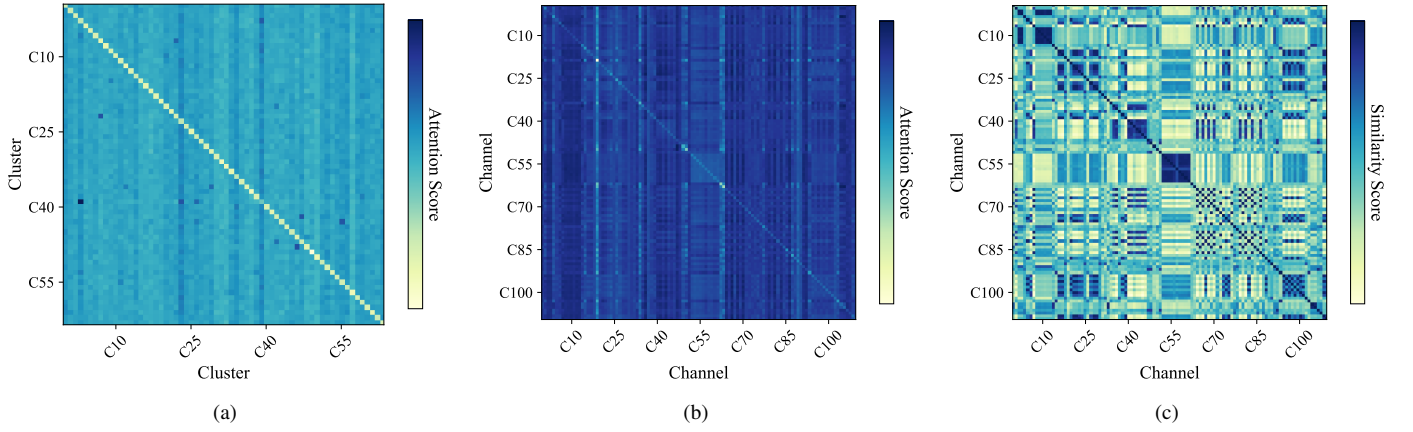 C10
C25
C40
C55
Cluster
C10
C25
C40
C55
Cluster
Attention Score
(a)
C10
C25
C40
C55
C70
C85
C100
Channel
C10
C25
C40
C55
C70
C85
C100
Channel
Attention Score
(b)
C10
C25
C40
C55
C70
C85
C100
Channel
C10
C25
C40
C55
C70
C85
C100
Channel
Similarity Score
(c)